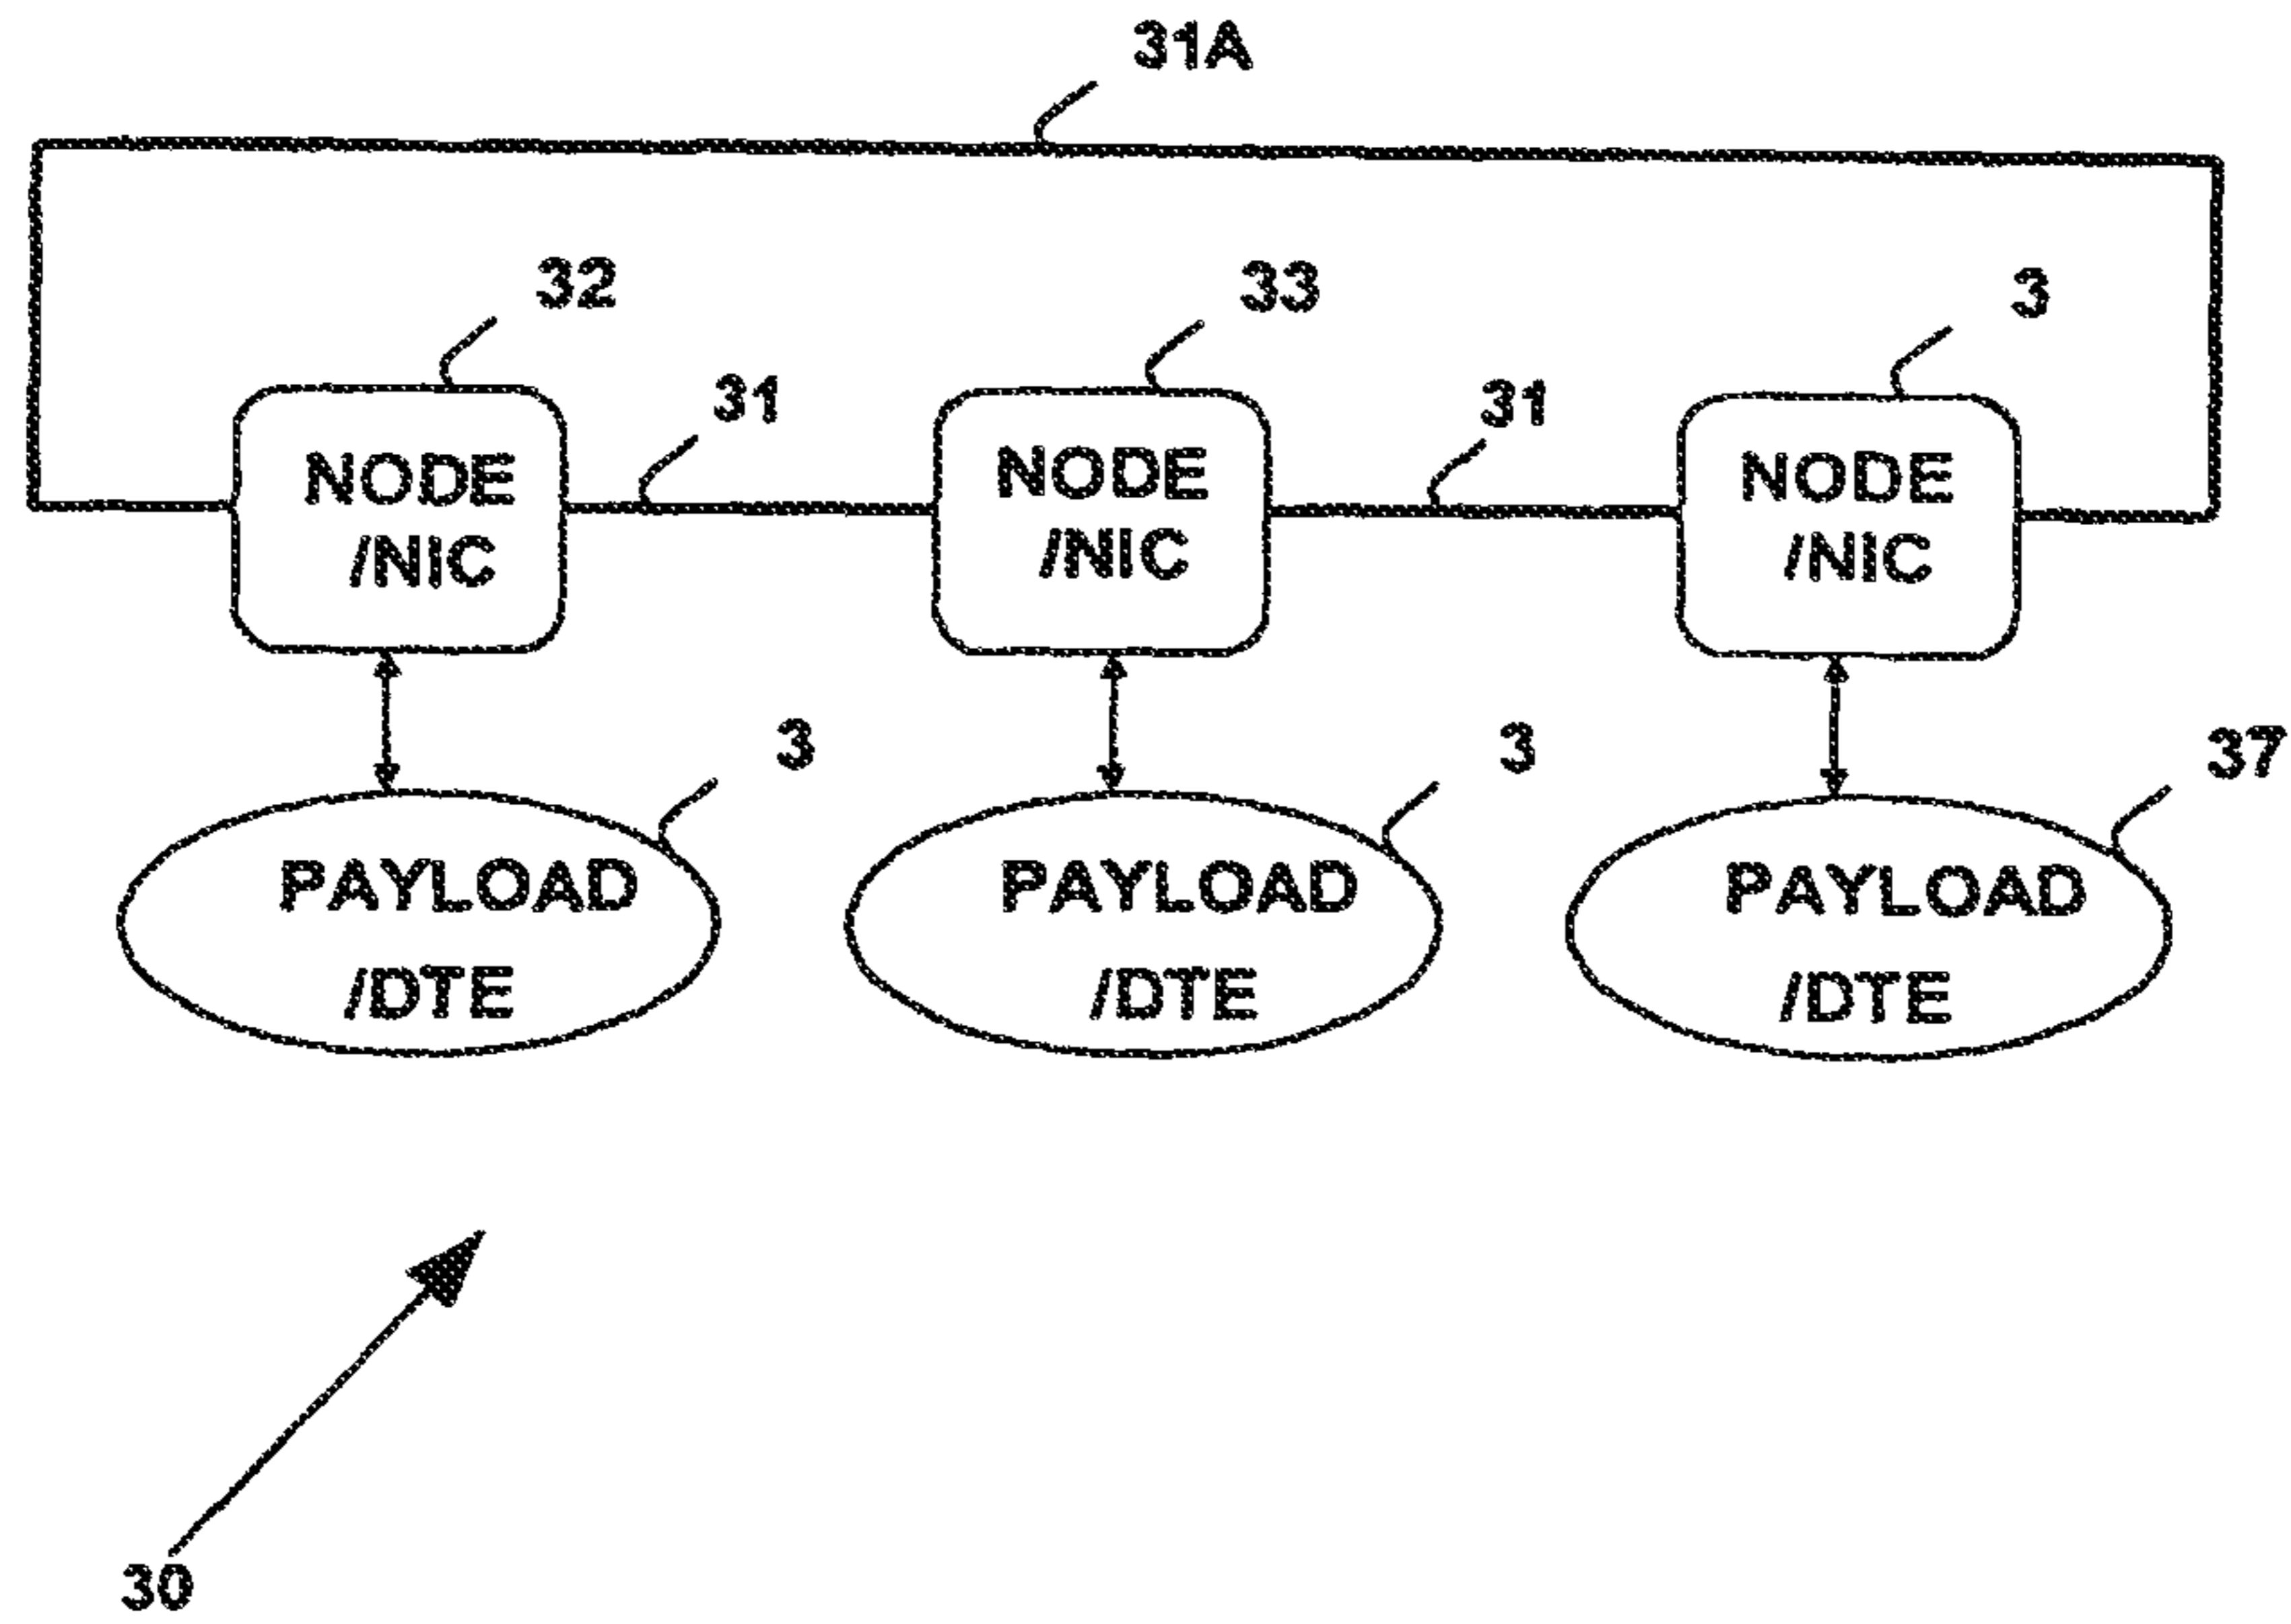 31A
32
33
3
31
31
NODE
/NIC
NODE
/NIC
NODE
/NIC
3
3
37
PAYLOAD
/DTE
PAYLOAD
/DTE
PAYLOAD
/DTE
30